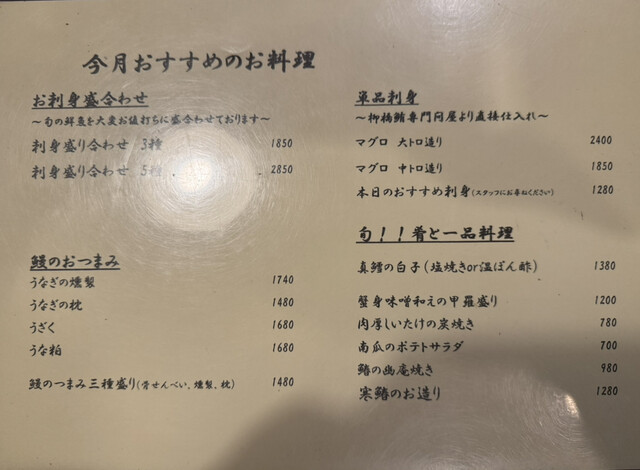 今月おすすめのお料理
お刺身盛合わせ
～旬の鮮魚を大変お値打ちに盛合わせております～
刺身盛り合わせ 3種 1850
刺身盛り合わせ 5種 2850
鰻のおつまみ
うなぎの燻製 1740
うなぎの枕 1480
うざく 1680
うな粕 1680
鰻のつまみ三種盛り(骨せんべい、燻製、枕) 1480
単品刺身
～柳橋鮪専門問屋より直接仕入れ～
マグロ 大トロ造り 2400
マグロ 中トロ造り 1850
本日のおすすめ刺身(スタッフにお尋ねください) 1280
旬！！肴と一品料理
真鱈の白子(塩焼きor温ぽん酢) 1380
蟹身味噌和えの甲羅盛り 1200
肉厚しいたけの炭焼き 780
南瓜のポテトサラダ 700
鰆の幽庵焼き 980
寒鰆のお造り 1280